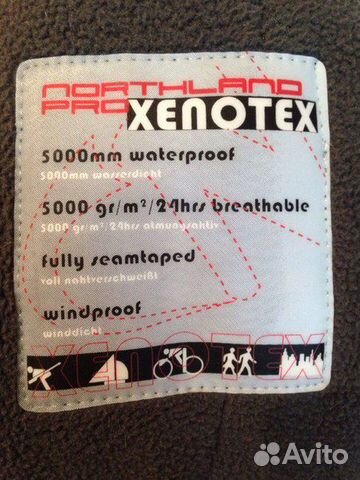 NORTHLAND
PRO XENOTEX
5000mm waterproof
5000mm wasserdicht
5000 gr/m²/24hrs breathable
5000 gr/m²/24hrs atmungsaktiv
fully seamtaped
voll nahtverschweißt
windproof
winddicht
XENOTEX
Avito